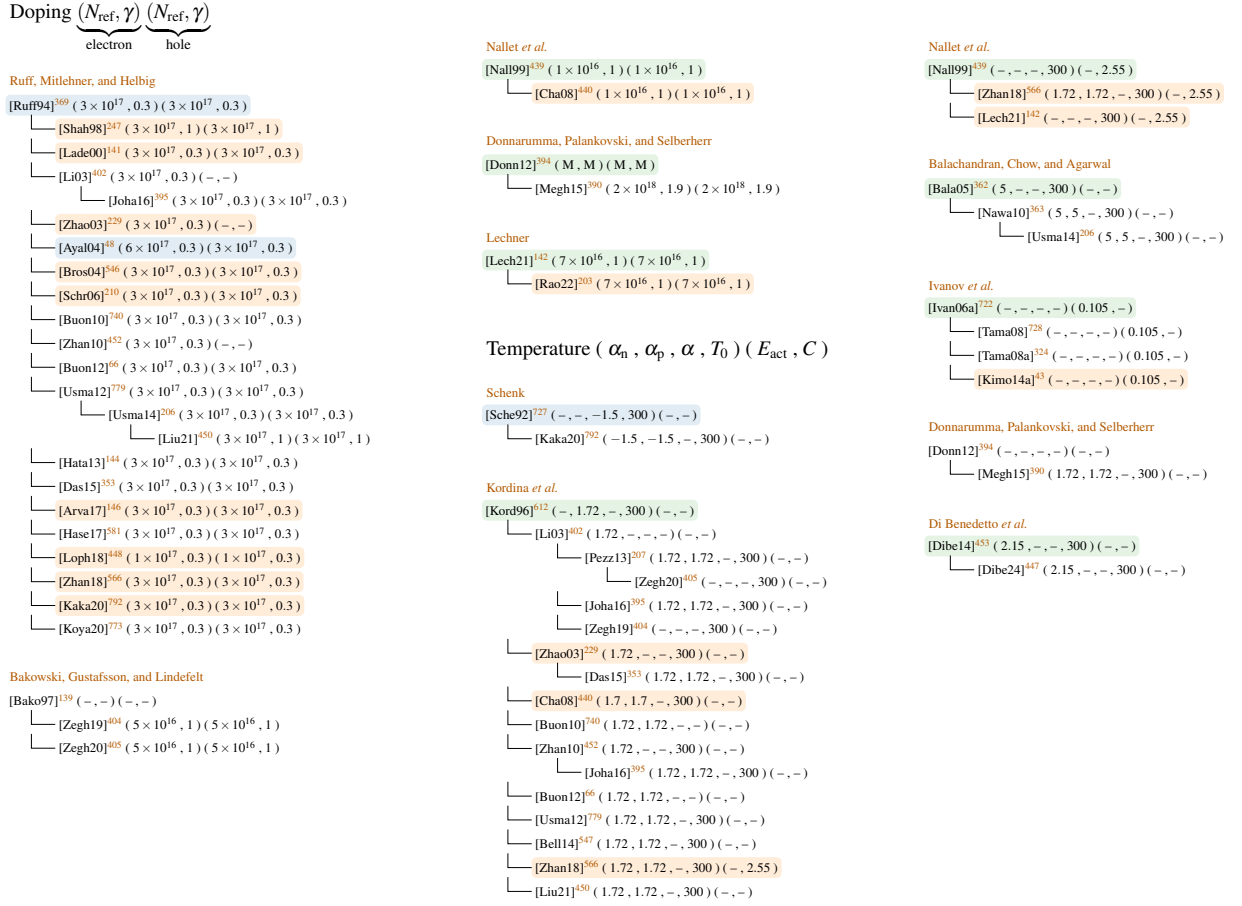 Doping (N_ref, γ) (N_ref, γ)
electron hole
Ruff, Mitlehner, and Helbig
[Ruff94]369 ( 3 × 10^17 , 0.3 ) ( 3 × 10^17 , 0.3 )
[Shah98]247 ( 3 × 10^17 , 1 ) ( 3 × 10^17 , 1 )
[Lade00]141 ( 3 × 10^17 , 0.3 ) ( 3 × 10^17 , 0.3 )
[Li03]402 ( 3 × 10^17 , 0.3 ) ( – , – )
[Joha16]395 ( 3 × 10^17 , 0.3 ) ( 3 × 10^17 , 0.3 )
[Zhao03]229 ( 3 × 10^17 , 0.3 ) ( – , – )
[Ayal04]48 ( 6 × 10^17 , 0.3 ) ( 3 × 10^17 , 0.3 )
[Bros04]546 ( 3 × 10^17 , 0.3 ) ( 3 × 10^17 , 0.3 )
[Schr06]210 ( 3 × 10^17 , 0.3 ) ( 3 × 10^17 , 0.3 )
[Buon10]740 ( 3 × 10^17 , 0.3 ) ( 3 × 10^17 , 0.3 )
[Zhan10]452 ( 3 × 10^17 , 0.3 ) ( – , – )
[Buon12]66 ( 3 × 10^17 , 0.3 ) ( 3 × 10^17 , 0.3 )
[Usma12]779 ( 3 × 10^17 , 0.3 ) ( 3 × 10^17 , 0.3 )
[Usma14]206 ( 3 × 10^17 , 0.3 ) ( 3 × 10^17 , 0.3 )
[Liu21]450 ( 3 × 10^17 , 1 ) ( 3 × 10^17 , 1 )
[Hata13]144 ( 3 × 10^17 , 0.3 ) ( 3 × 10^17 , 0.3 )
[Das15]353 ( 3 × 10^17 , 0.3 ) ( 3 × 10^17 , 0.3 )
[Arva17]146 ( 3 × 10^17 , 0.3 ) ( 3 × 10^17 , 0.3 )
[Hase17]581 ( 3 × 10^17 , 0.3 ) ( 3 × 10^17 , 0.3 )
[Loph18]448 ( 1 × 10^17 , 0.3 ) ( 1 × 10^17 , 0.3 )
[Zhan18]566 ( 3 × 10^17 , 0.3 ) ( 3 × 10^17 , 0.3 )
[Kaka20]792 ( 3 × 10^17 , 0.3 ) ( 3 × 10^17 , 0.3 )
[Koya20]773 ( 3 × 10^17 , 0.3 ) ( 3 × 10^17 , 0.3 )
Bakowski, Gustafsson, and Lindefelt
[Bako97]139 ( – , – ) ( – , – )
[Zegh19]404 ( 5 × 10^16 , 1 ) ( 5 × 10^16 , 1 )
[Zegh20]405 ( 5 × 10^16 , 1 ) ( 5 × 10^16 , 1 )
Nallet et al.
[Nall99]439 ( 1 × 10^16 , 1 ) ( 1 × 10^16 , 1 )
[Cha08]440 ( 1 × 10^16 , 1 ) ( 1 × 10^16 , 1 )
Donnarumma, Palankovski, and Selberherr
[Donn12]394 ( M , M ) ( M , M )
[Megh15]390 ( 2 × 10^18 , 1.9 ) ( 2 × 10^18 , 1.9 )
Lechner
[Lech21]142 ( 7 × 10^16 , 1 ) ( 7 × 10^16 , 1 )
[Rao22]203 ( 7 × 10^16 , 1 ) ( 7 × 10^16 , 1 )
Temperature ( α_n , α_p , α , T_0 ) ( E_act , C )
Schenk
[Sche92]727 ( – , – , −1.5 , 300 ) ( – , – )
[Kaka20]792 ( −1.5 , −1.5 , – , 300 ) ( – , – )
Kordina et al.
[Kord96]612 ( – , 1.72 , – , 300 ) ( – , – )
[Li03]402 ( 1.72 , – , – , – ) ( – , – )
[Pezz13]207 ( 1.72 , 1.72 , – , 300 ) ( – , – )
[Zegh20]405 ( – , – , – , 300 ) ( – , – )
[Joha16]395 ( 1.72 , 1.72 , – , 300 ) ( – , – )
[Zegh19]404 ( – , – , – , 300 ) ( – , – )
[Zhao03]229 ( 1.72 , – , – , 300 ) ( – , – )
[Das15]353 ( 1.72 , 1.72 , – , 300 ) ( – , – )
[Cha08]440 ( 1.7 , 1.7 , – , 300 ) ( – , – )
[Buon10]740 ( 1.72 , 1.72 , – , – ) ( – , – )
[Zhan10]452 ( 1.72 , – , – , 300 ) ( – , – )
[Joha16]395 ( 1.72 , 1.72 , – , 300 ) ( – , – )
[Buon12]66 ( 1.72 , 1.72 , – , – ) ( – , – )
[Usma12]779 ( 1.72 , 1.72 , – , 300 ) ( – , – )
[Bell14]547 ( 1.72 , 1.72 , – , 300 ) ( – , – )
[Zhan18]566 ( 1.72 , 1.72 , – , 300 ) ( – , 2.55 )
[Liu21]450 ( 1.72 , 1.72 , – , 300 ) ( – , – )
Nallet et al.
[Nall99]439 ( – , – , – , 300 ) ( – , 2.55 )
[Zhan18]566 ( 1.72 , 1.72 , – , 300 ) ( – , 2.55 )
[Lech21]142 ( – , – , – , 300 ) ( – , 2.55 )
Balachandran, Chow, and Agarwal
[Bala05]362 ( 5 , – , – , 300 ) ( – , – )
[Nawa10]363 ( 5 , 5 , – , 300 ) ( – , – )
[Usma14]206 ( 5 , 5 , – , 300 ) ( – , – )
Ivanov et al.
[Ivan06a]722 ( – , – , – , – ) ( 0.105 , – )
[Tama08]728 ( – , – , – , – ) ( 0.105 , – )
[Tama08a]324 ( – , – , – , – ) ( 0.105 , – )
[Kimo14a]43 ( – , – , – , – ) ( 0.105 , – )
Donnarumma, Palankovski, and Selberherr
[Donn12]394 ( – , – , – , – ) ( – , – )
[Megh15]390 ( 1.72 , 1.72 , – , 300 ) ( – , – )
Di Benedetto et al.
[Dibe14]453 ( 2.15 , – , – , 300 ) ( – , – )
[Dibe24]447 ( 2.15 , – , – , 300 ) ( – , – )